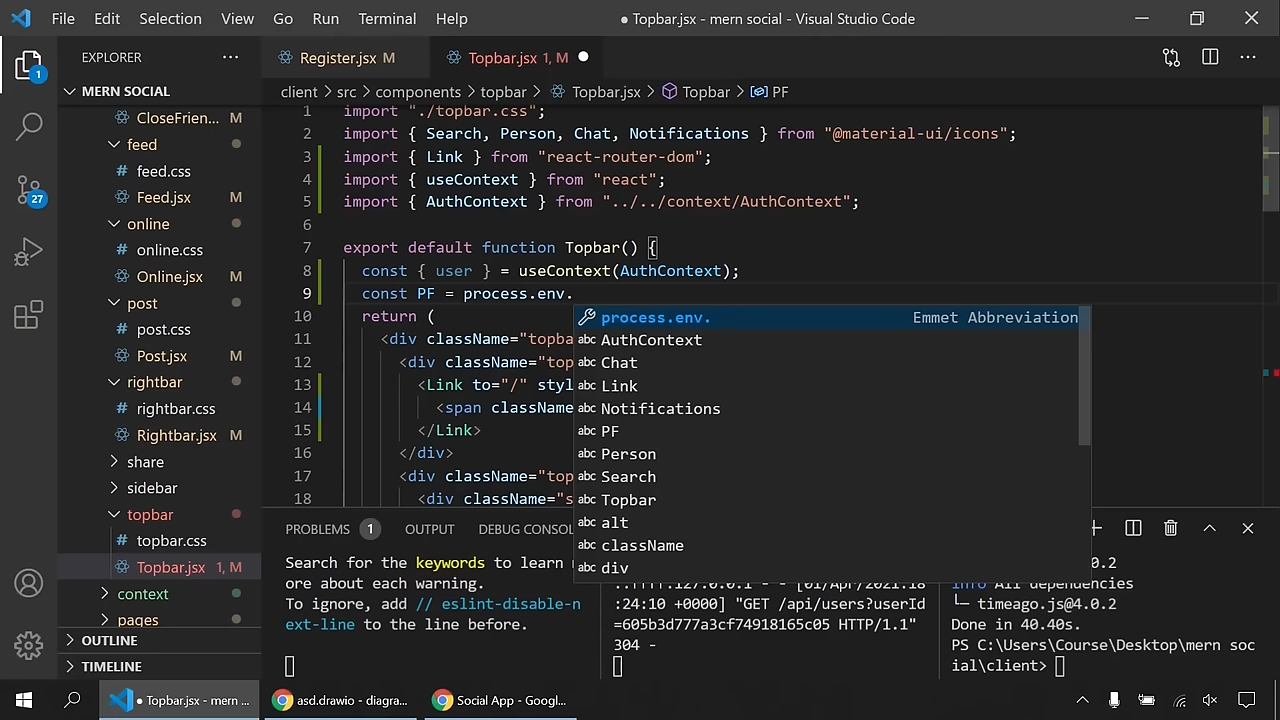 File Edit Selection View Go Run Terminal Help
● Topbar.jsx - mern social - Visual Studio Code
EXPLORER
Register.jsx M
Topbar.jsx 1, M
MERN SOCIAL
client > src > components > topbar > Topbar.jsx > Topbar > PF
CloseFrien... M
feed
feed.css
Feed.jsx M
online
online.css
Online.jsx M
post
post.css
Post.jsx M
rightbar
rightbar.css
Rightbar.jsx M
share
sidebar
topbar
topbar.css
Topbar.jsx 1, M
context
pages
OUTLINE
TIMELINE
1
27
1 import "./topbar.css";
2 import { Search, Person, Chat, Notifications } from "@material-ui/icons";
3 import { Link } from "react-router-dom";
4 import { useContext } from "react";
5 import { AuthContext } from "../../context/AuthContext";
6
7 export default function Topbar() {
8 const { user } = useContext(AuthContext);
9 const PF = process.env.
10 return (
11 <div className="topba
12 <div className="top
13 <Link to="/" styl
14 <span className
15 </Link>
16 </div>
17 <div className="top
18 <div className="s
process.env. Emmet Abbreviation
abc AuthContext
abc Chat
abc Link
abc Notifications
abc PF
abc Person
abc Search
abc Topbar
abc alt
abc className
abc div
PROBLEMS 1 OUTPUT DEBUG CONSOL
Search for the keywords to learn
ore about each warning.
To ignore, add // eslint-disable-n
ext-line to the line before.
:24:10 +0000] "GET /api/users?userId
=605b3d777a3cf74918165c05 HTTP/1.1"
304 -
0.2
info All dependencies
└─ timeago.js@4.0.2
Done in 40.40s.
PS C:\Users\Course\Desktop\mern soc
ial\client>
● Topbar.jsx - mern ...
asd.drawio - diagra...
Social App - Googl...